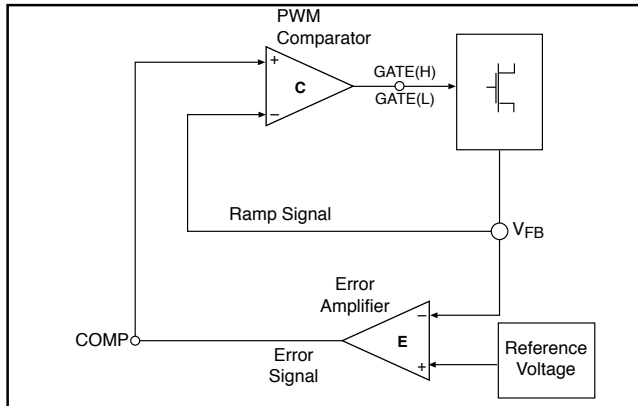 PWM
Comparator
+
C
−
GATE(H)
GATE(L)
Ramp Signal
VFB
Error
Amplifier
−
E
+
COMP
Error
Signal
Reference
Voltage